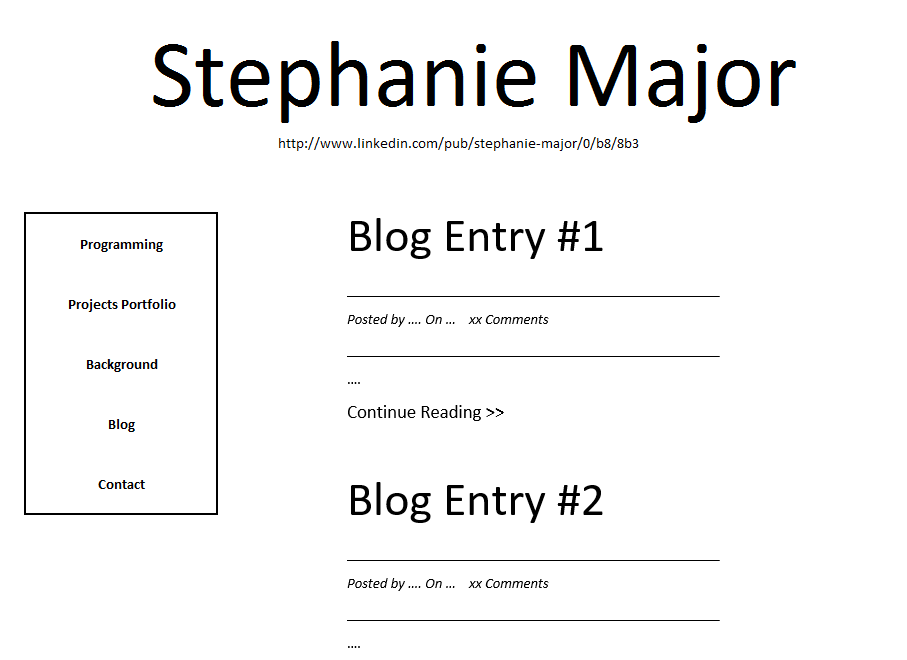 Stephanie Major
http://www.linkedin.com/pub/stephanie-major/0/b8/8b3
Programming
Projects Portfolio
Background
Blog
Contact
Blog Entry #1
Posted by .... On ... xx Comments
....
Continue Reading >>
Blog Entry #2
Posted by .... On ... xx Comments
....